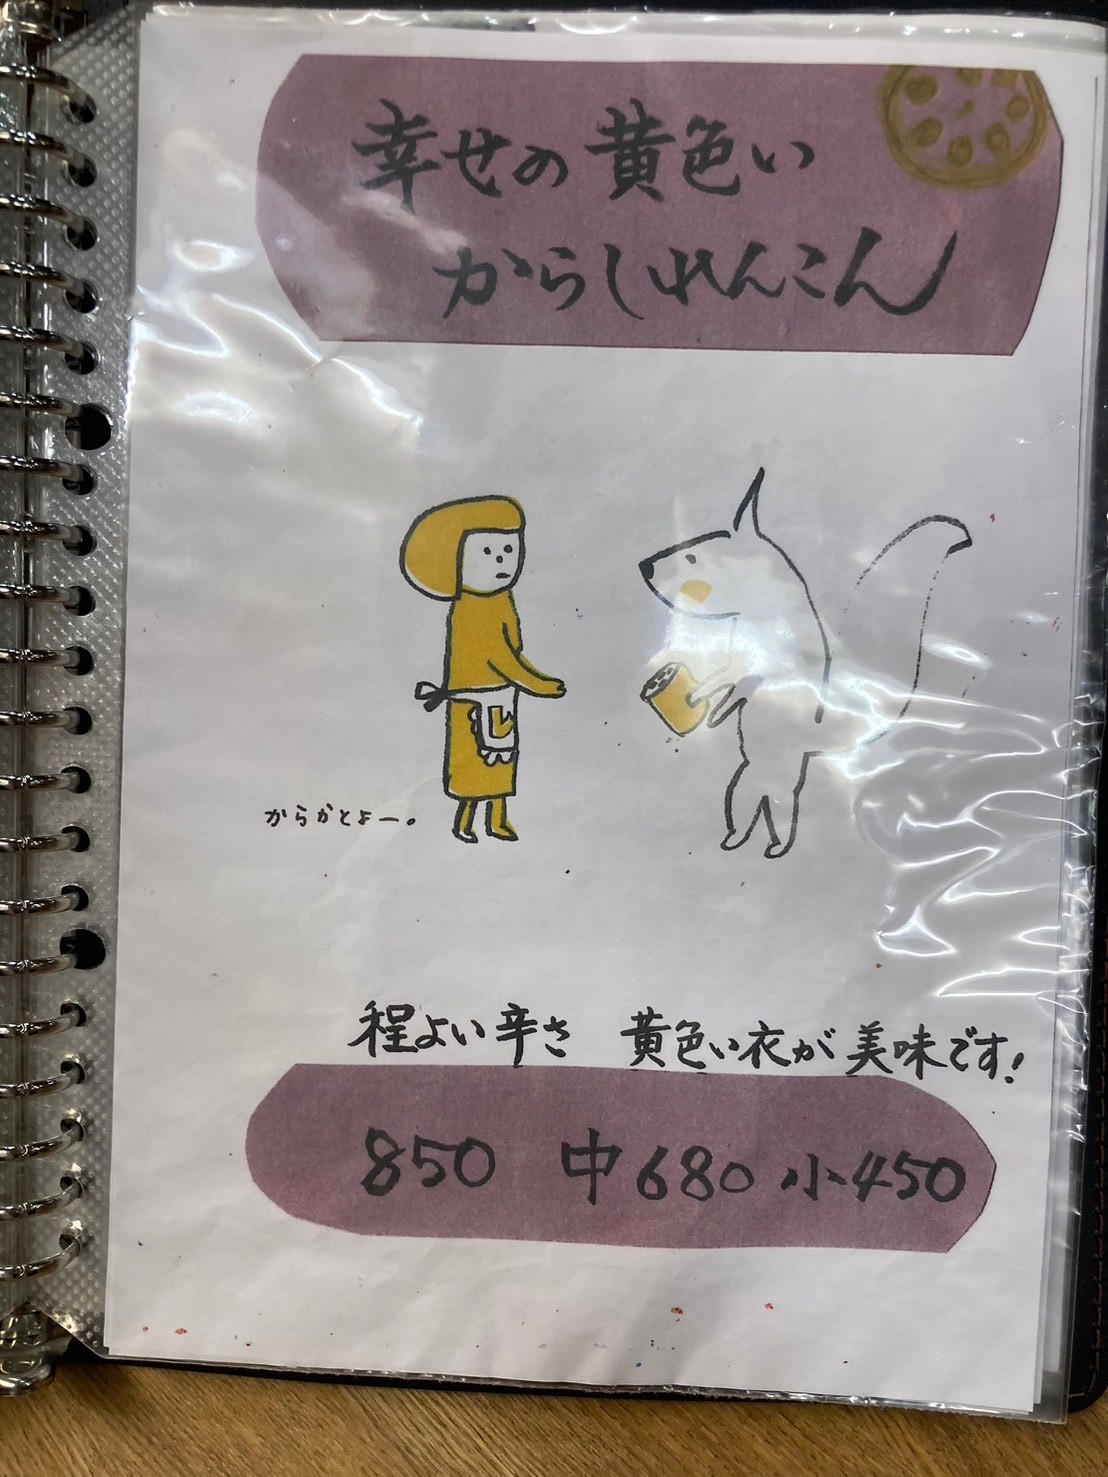 幸せの黄色い
からしれんこん
からかとよー。
程よい辛さ 黄色い衣が美味です!
850 中680 小450